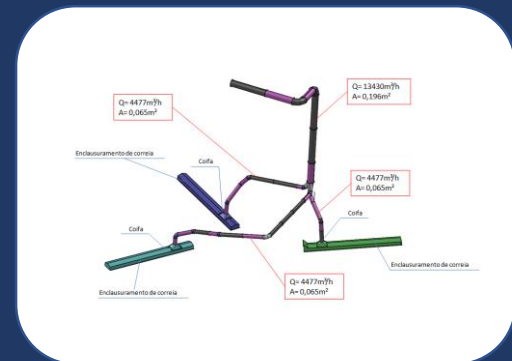 Q= 13430m³/h
A= 0,196m²
Q= 4477m³/h
A= 0,065m²
Enclausuramento de correia
Coifa
Q= 4477m³/h
A= 0,065m²
Coifa
Coifa
Enclausuramento de correia
Q= 4477m³/h
A= 0,065m²
Enclausuramento de correia